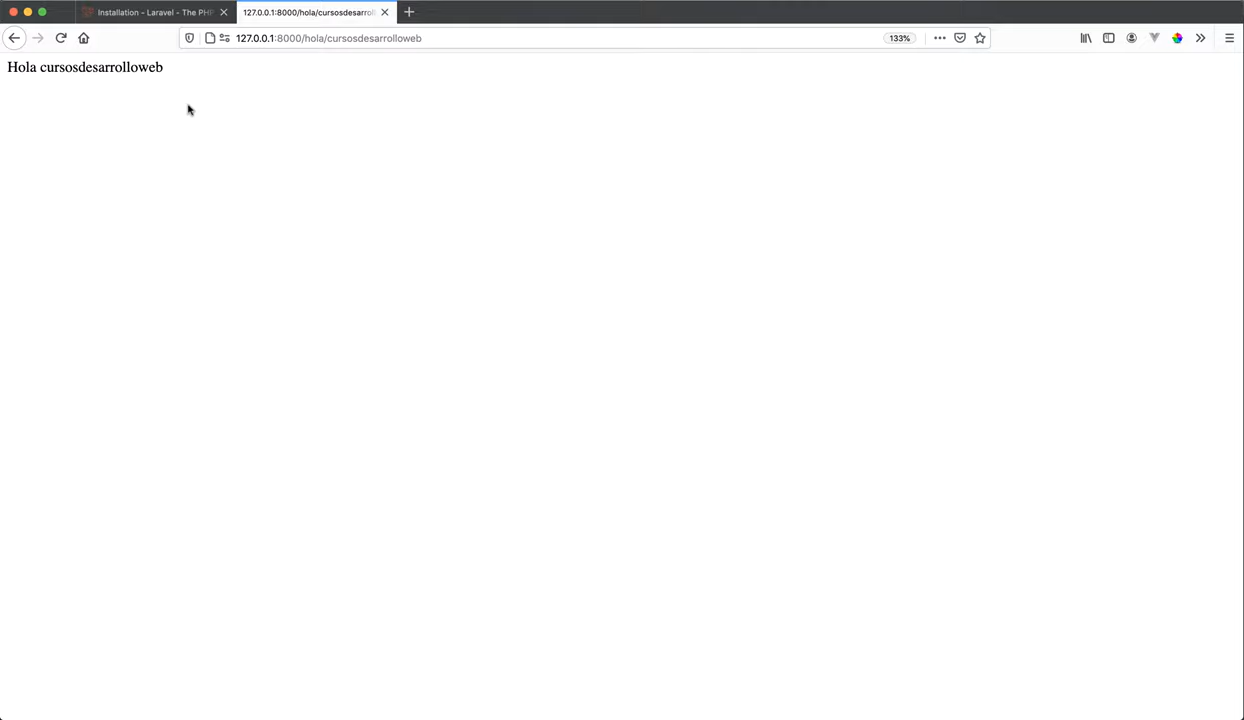 Installation - Laravel - The PHP
127.0.0.1:8000/hola/cursosdesarroll
127.0.0.1:8000/hola/cursosdesarrolloweb
133%
Hola cursosdesarrolloweb